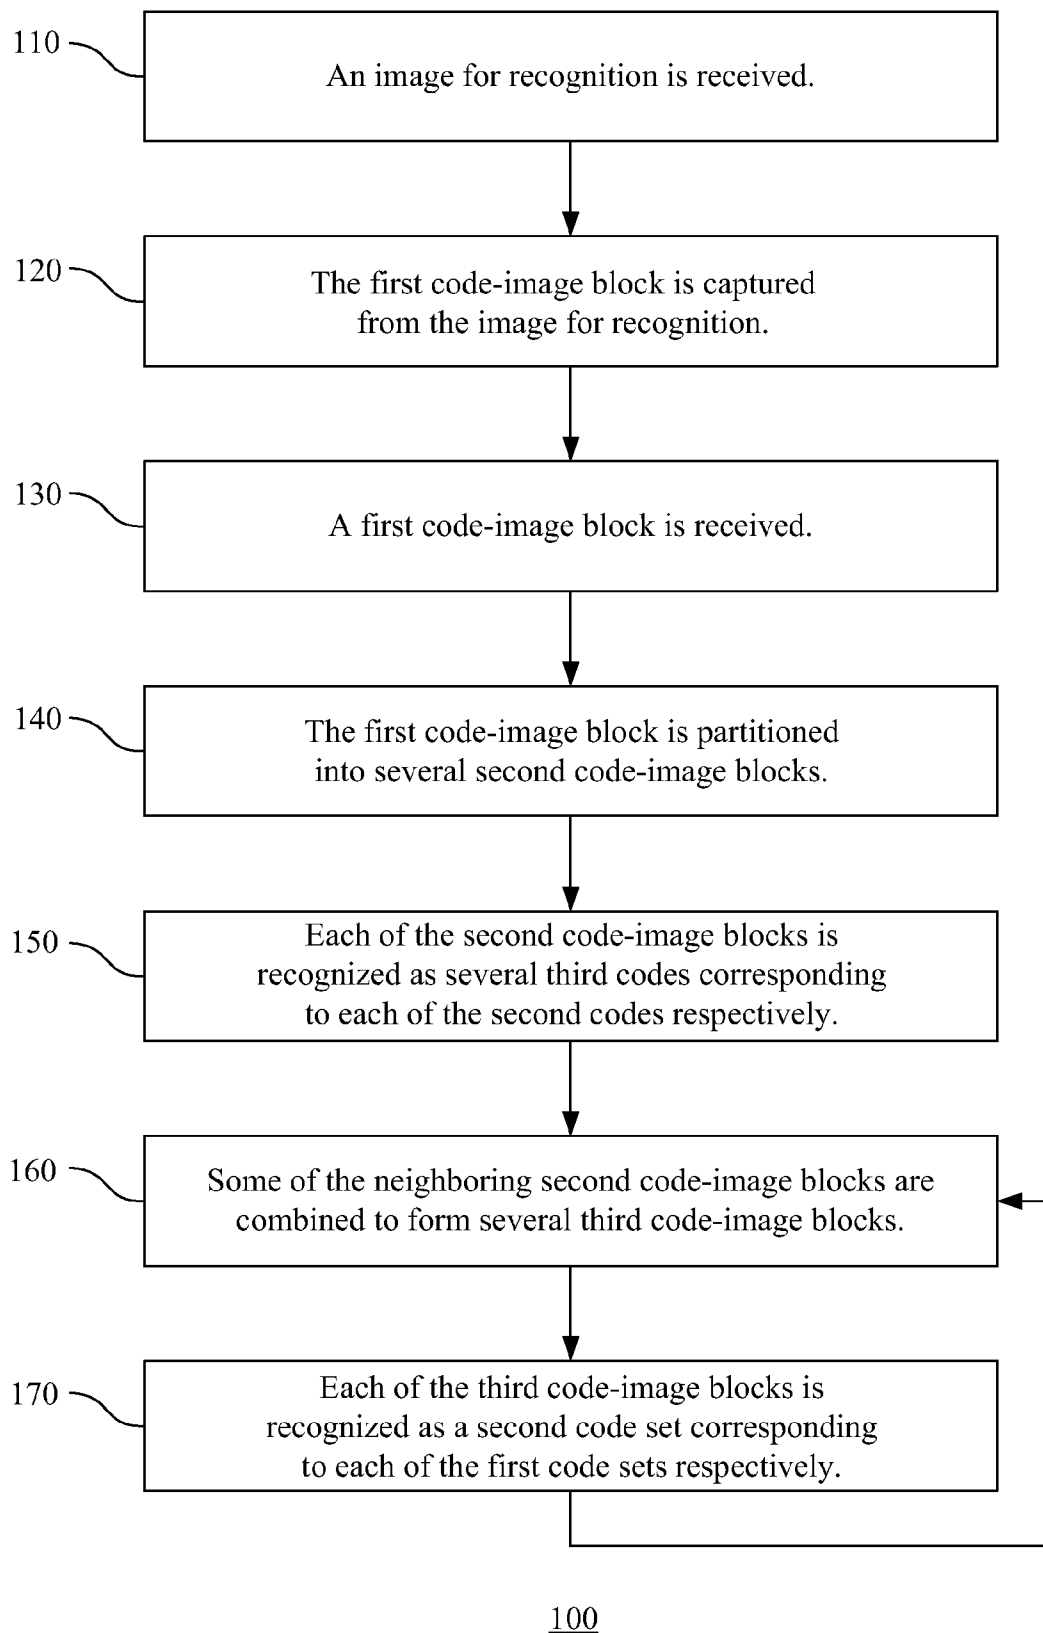 110
An image for recognition is received.
120
The first code-image block is captured
from the image for recognition.
130
A first code-image block is received.
140
The first code-image block is partitioned
into several second code-image blocks.
150
Each of the second code-image blocks is
recognized as several third codes corresponding
to each of the second codes respectively.
160
Some of the neighboring second code-image blocks are
combined to form several third code-image blocks.
170
Each of the third code-image blocks is
recognized as a second code set corresponding
to each of the first code sets respectively.
100